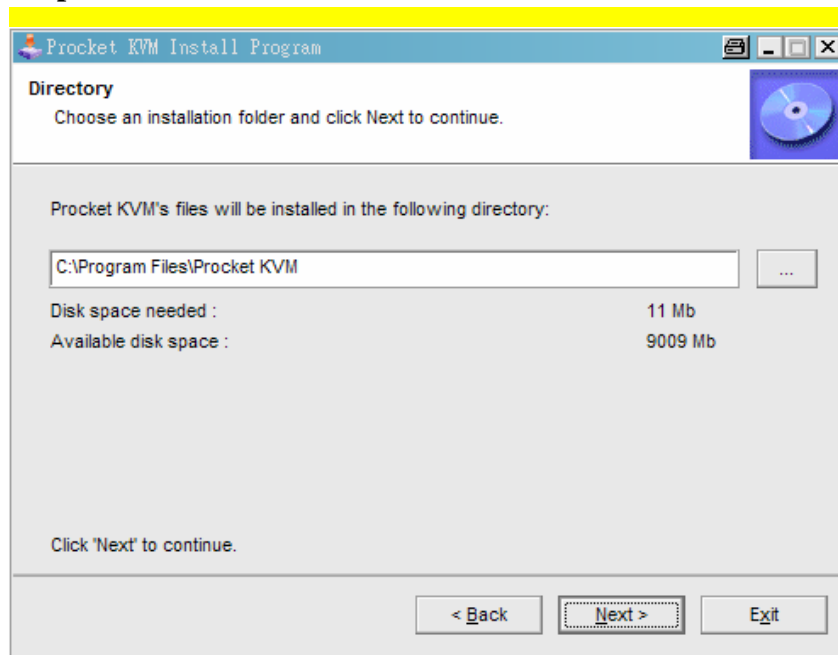 Procket KVM Install Program
Directory
Choose an installation folder and click Next to continue.
Procket KVM's files will be installed in the following directory:
C:\Program Files\Procket KVM
...
Disk space needed : 11 Mb
Available disk space : 9009 Mb
Click 'Next' to continue.
< Back Next > Exit